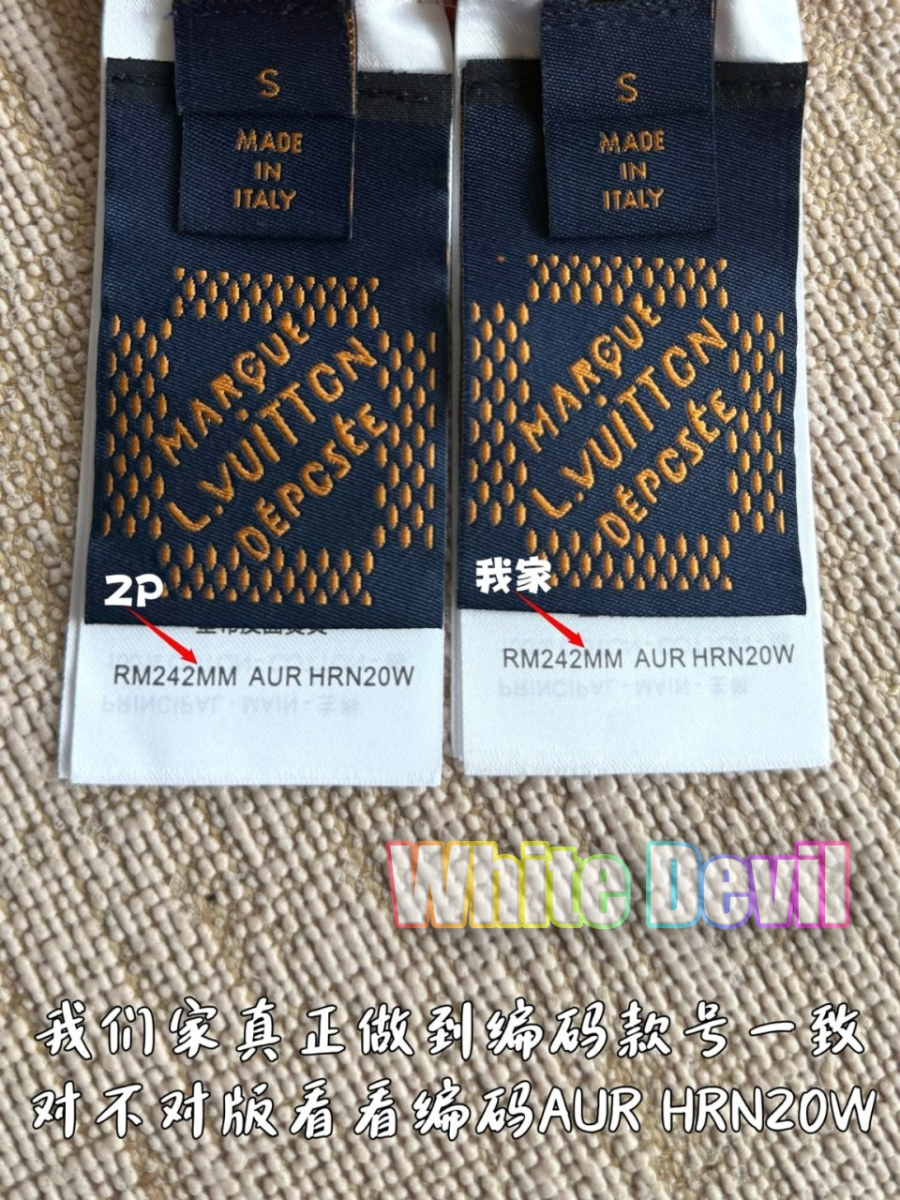 S
MADE
IN
ITALY
MARQUE
L.VUITTON
DÉPOSÉE
2P
RM242MM AUR HRN20W
PRINCIPAL - MAIN - 主料
S
MADE
IN
ITALY
MARQUE
L.VUITTON
DÉPOSÉE
我家
RM242MM AUR HRN20W
PRINCIPAL - MAIN - 主料
White Devil
我们家真正做到编码款号一致
对不对版看看编码AUR HRN20W